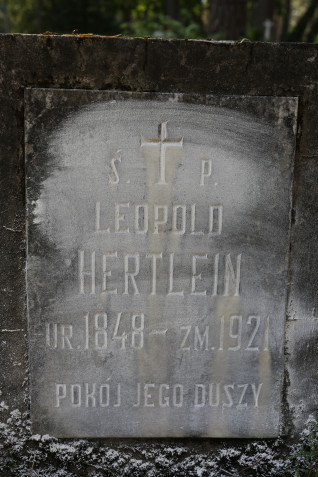 Ś. P.
LEOPOLD
HERTLEIN
UR. 1848 – ZM. 1921
POKÓJ JEGO DUSZY